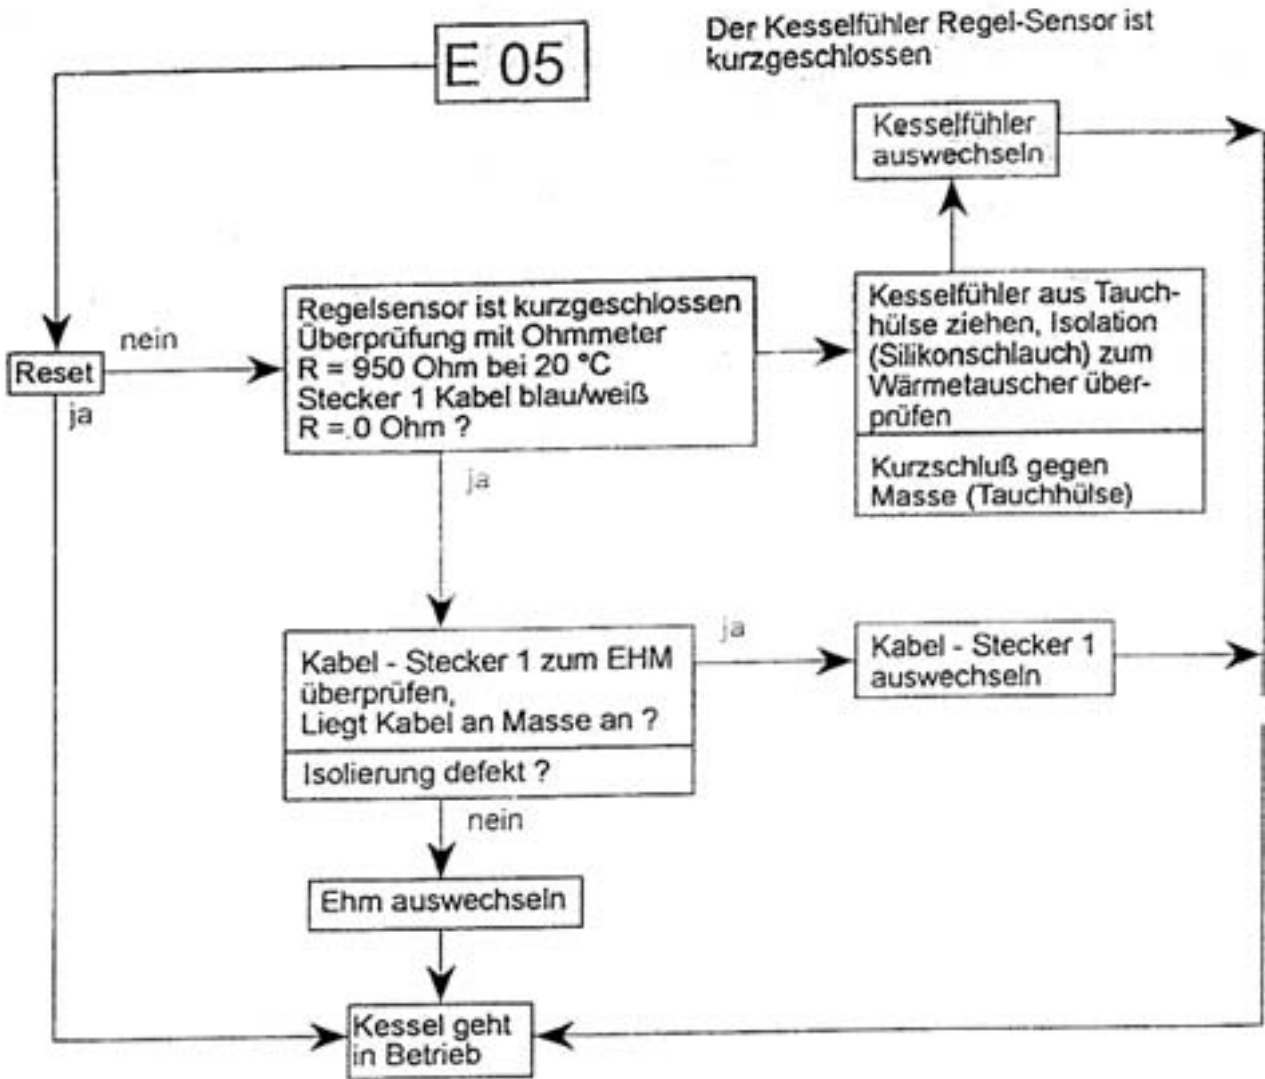 E 05
Der Kesselfühler Regel-Sensor ist
kurzgeschlossen
Kesselfühler
auswechseln
Reset
nein
ja
Regelsensor ist kurzgeschlossen
Überprüfung mit Ohmmeter
R = 950 Ohm bei 20 °C
Stecker 1 Kabel blau/weiß
R = 0 Ohm ?
Kesselfühler aus Tauch-
hülse ziehen, Isolation
(Silikonschlauch) zum
Wärmetauscher über-
prüfen
Kurzschluß gegen
Masse (Tauchhülse)
ja
Kabel - Stecker 1 zum EHM
überprüfen,
Liegt Kabel an Masse an ?
Isolierung defekt ?
ja
Kabel - Stecker 1
auswechseln
nein
Ehm auswechseln
Kessel geht
in Betrieb